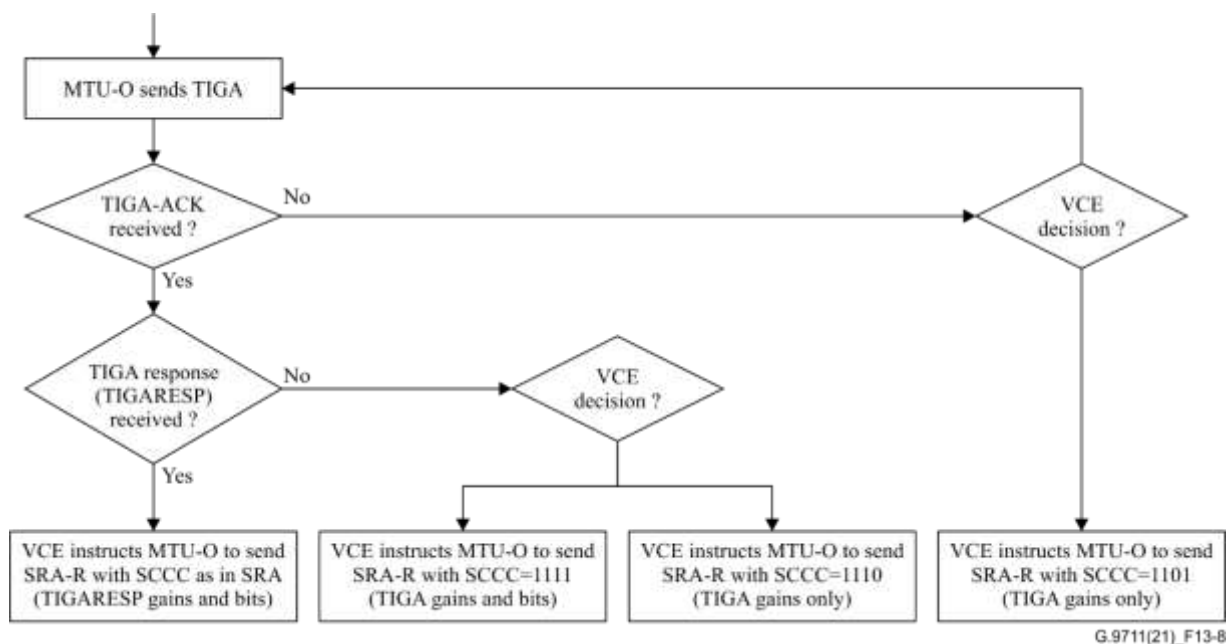 MTU-O sends TIGA
TIGA-ACK
received ?
No
VCE
decision ?
Yes
TIGA response
(TIGARESP)
received ?
No
VCE
decision ?
Yes
VCE instructs MTU-O to send
SRA-R with SCCC as in SRA
(TIGARESP gains and bits)
VCE instructs MTU-O to send
SRA-R with SCCC=1111
(TIGA gains and bits)
VCE instructs MTU-O to send
SRA-R with SCCC=1110
(TIGA gains only)
VCE instructs MTU-O to send
SRA-R with SCCC=1101
(TIGA gains only)
G.9711(21)_F13-8